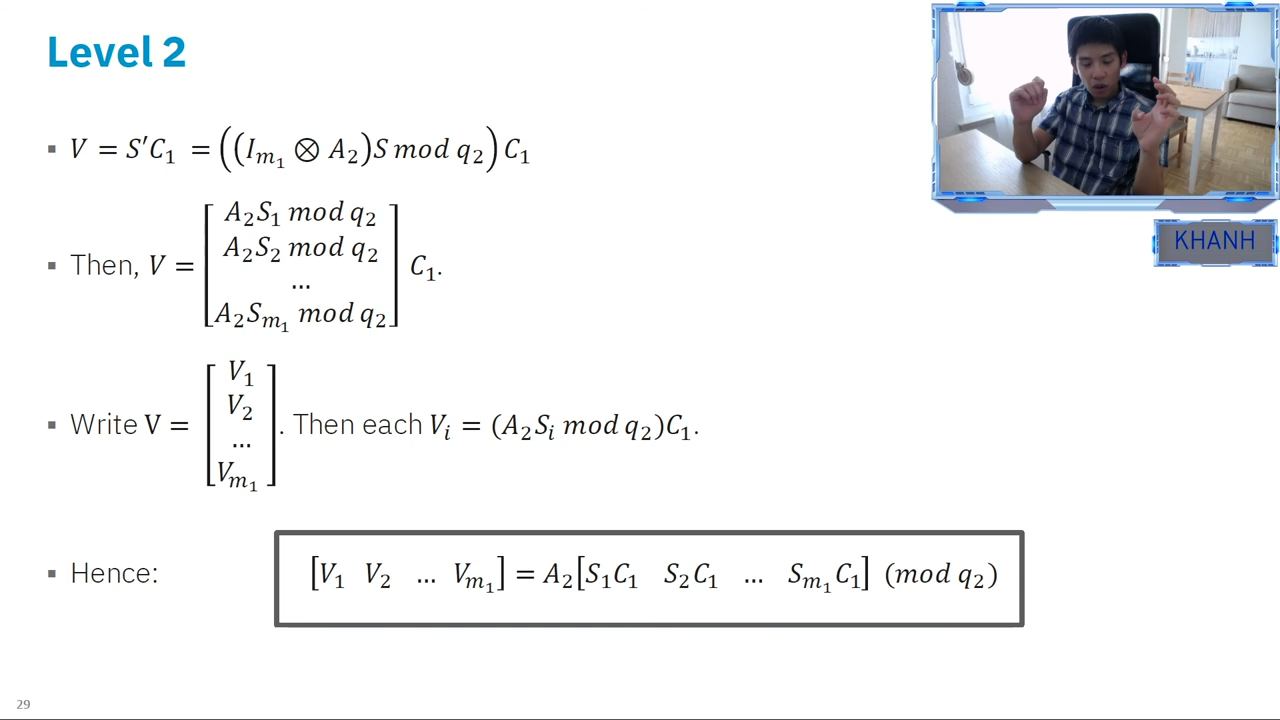 Level 2
▪ V = S′C₁ = ((I_{m₁} ⊗ A₂)S mod q₂) C₁
▪ Then, V = [ A₂S₁ mod q₂
A₂S₂ mod q₂
...
A₂S_{m₁} mod q₂ ] C₁.
▪ Write V = [ V₁
V₂
...
V_{m₁} ]. Then each V_i = (A₂S_i mod q₂)C₁.
▪ Hence: [V₁ V₂ ... V_{m₁}] = A₂[S₁C₁ S₂C₁ ... S_{m₁}C₁] (mod q₂)
KHANH
29